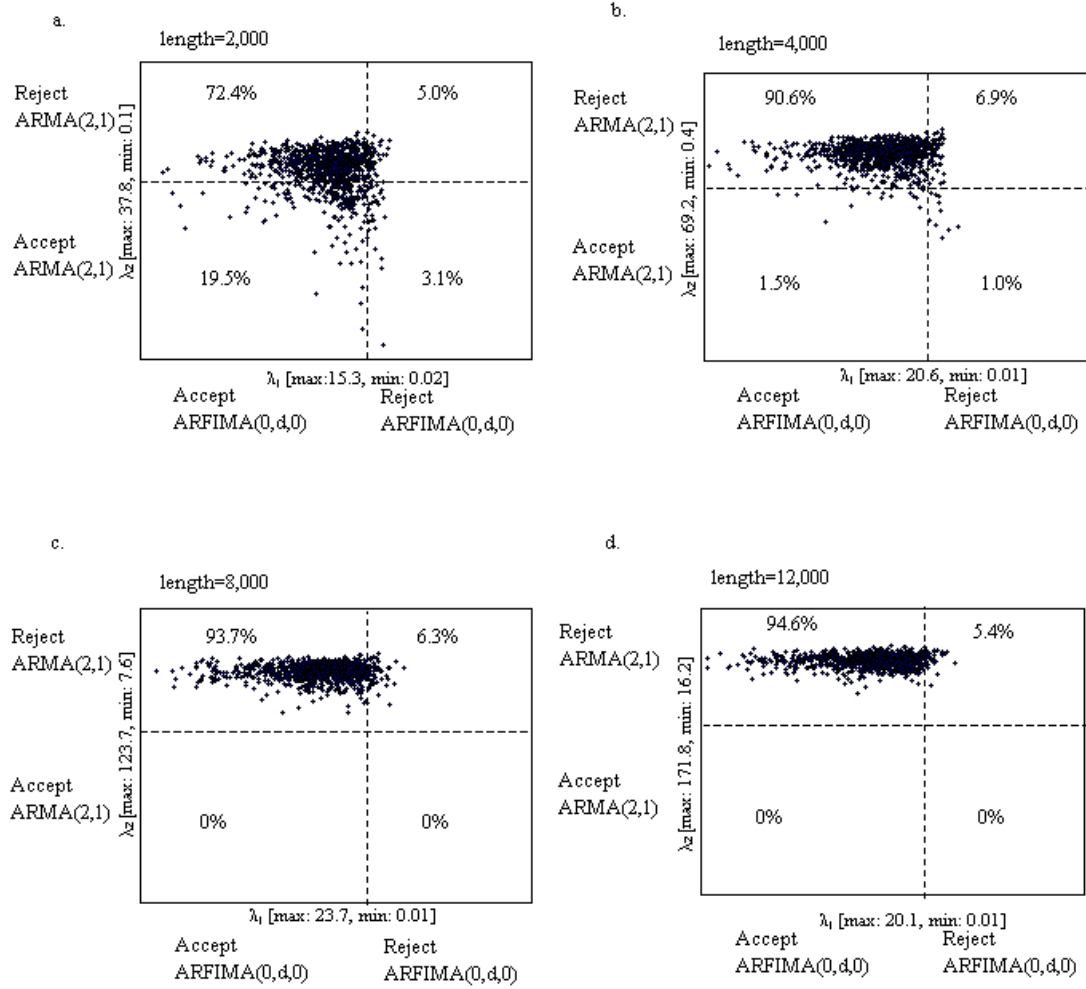 a.
length=2,000
Reject
ARMA(2,1)
72.4%
5.0%
Accept
ARMA(2,1)
19.5%
3.1%
λ2 [max: 37.8, min: 0.1]
λ1 [max:15.3, min: 0.02]
Accept
ARFIMA(0,d,0)
Reject
ARFIMA(0,d,0)
b.
length=4,000
Reject
ARMA(2,1)
90.6%
6.9%
Accept
ARMA(2,1)
1.5%
1.0%
λ2 [max: 69.2, min: 0.4]
λ1 [max: 20.6, min: 0.01]
Accept
ARFIMA(0,d,0)
Reject
ARFIMA(0,d,0)
c.
length=8,000
Reject
ARMA(2,1)
93.7%
6.3%
Accept
ARMA(2,1)
0%
0%
λ2 [max: 123.7, min: 7.6]
λ1 [max: 23.7, min: 0.01]
Accept
ARFIMA(0,d,0)
Reject
ARFIMA(0,d,0)
d.
length=12,000
Reject
ARMA(2,1)
94.6%
5.4%
Accept
ARMA(2,1)
0%
0%
λ2 [max: 171.8, min: 16.2]
λ1 [max: 20.1, min: 0.01]
Accept
ARFIMA(0,d,0)
Reject
ARFIMA(0,d,0)